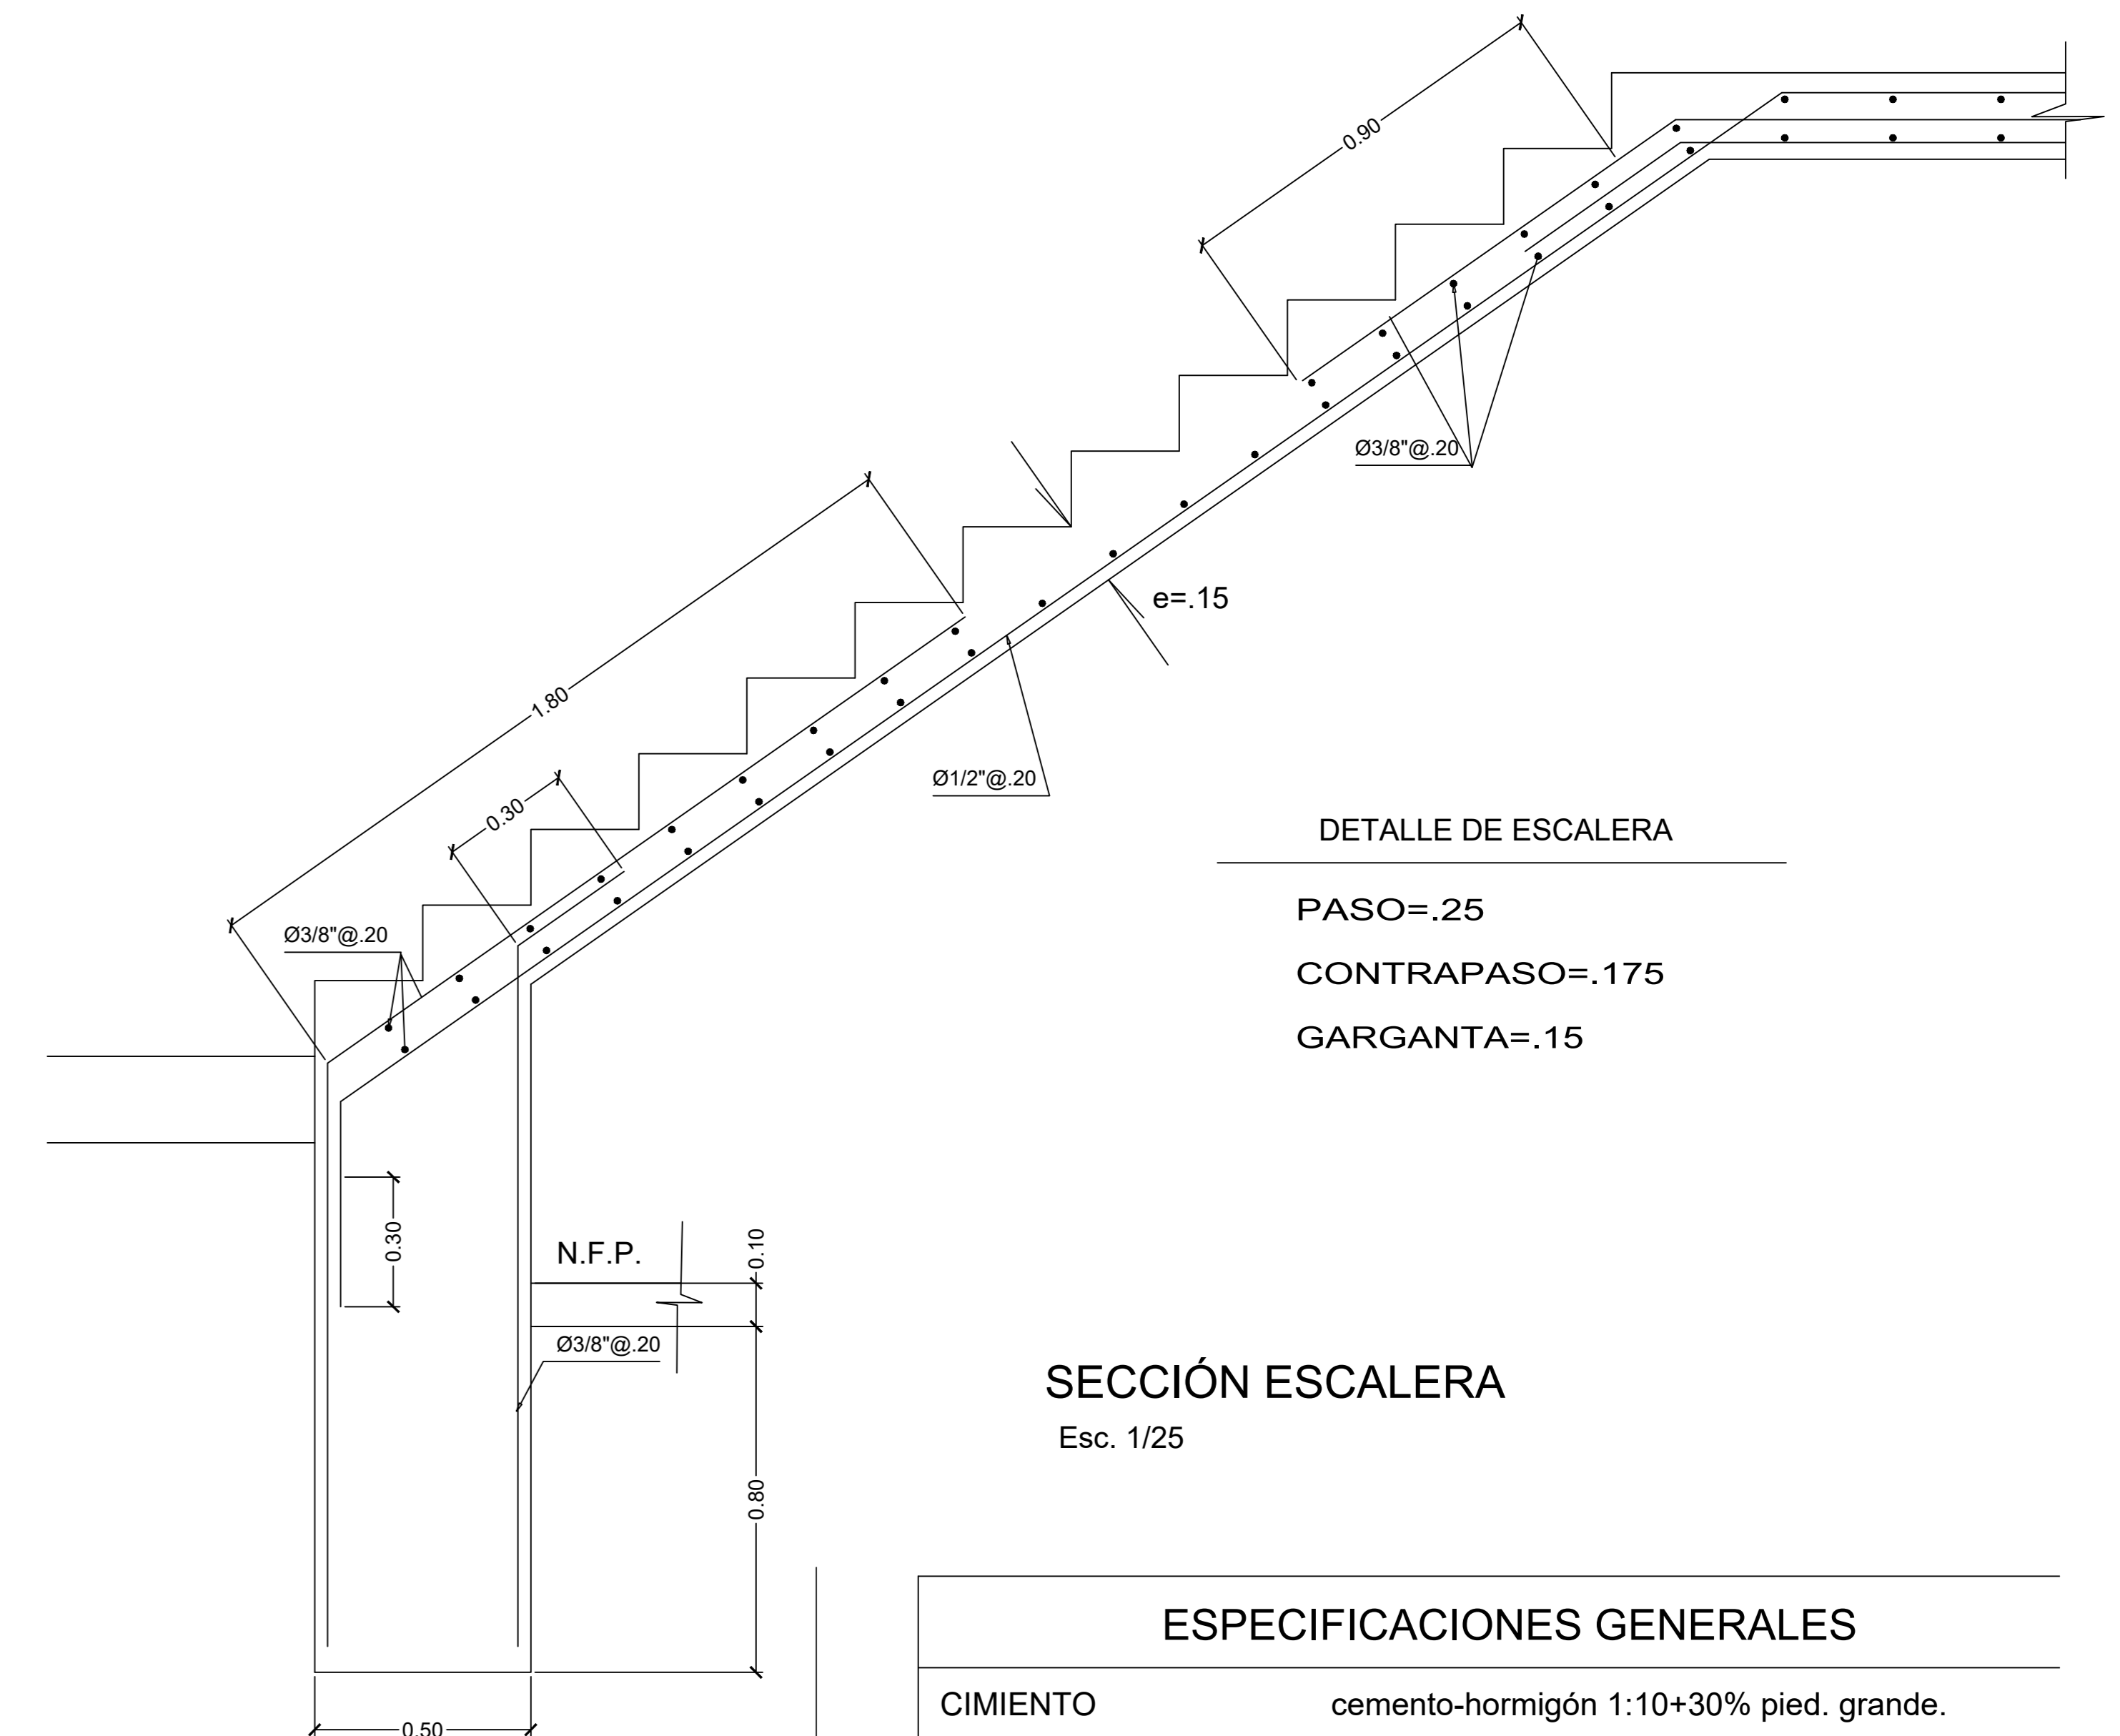 0.90
Ø3/8"@.20
e=.15
1.80
Ø1/2"@.20
0.30
DETALLE DE ESCALERA
PASO=.25
Ø3/8"@.20
CONTRAPASO=.175
GARGANTA=.15
0.30
N.F.P.
0.10
Ø3/8"@.20
SECCIÓN ESCALERA
Esc. 1/25
0.80
ESPECIFICACIONES GENERALES
CIMIENTO cemento-hormigón 1:10+30% pied. grande.
0.50